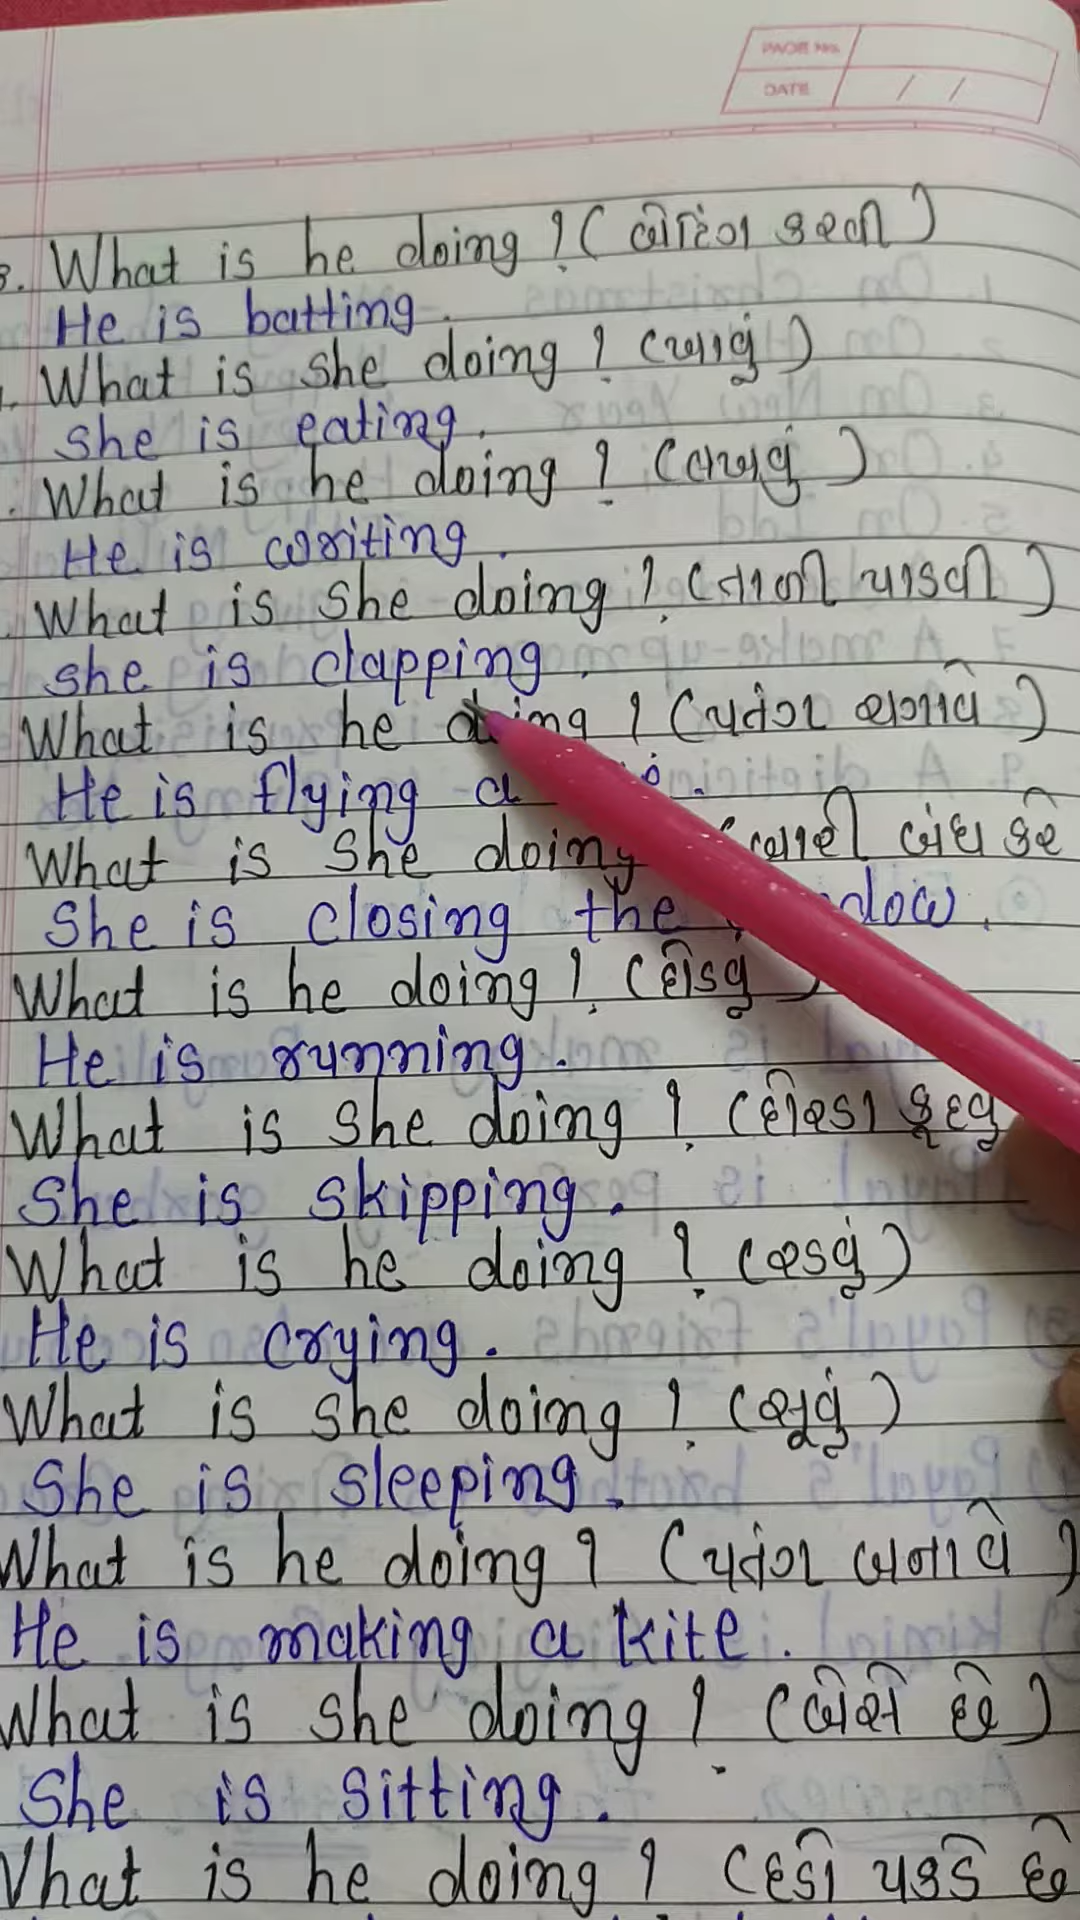 PAGE No.
DATE / /
3. What is he doing ? ( બેટિંગ કરવી )
He is batting.
What is she doing ? (ખાવું )
She is eating.
What is he doing ? (લખવું )
He is writing.
What is she doing ? (તાળી પાડવી )
She is clapping.
What is he doing ? (પતંગ ચગાવે )
He is flying a
What is she doing (બારી બંધ કરે
She is closing the
What is he doing ? (દોડવું )
He is running.
What is she doing ? (દોરડા કૂદવું
She is skipping.
What is he doing ? (રડવું )
He is crying.
What is she doing ? (સૂવું )
She is sleeping.
What is he doing ? (પતંગ બનાવે )
He is making a kite.
What is she doing ? (બેસે છે )
She is sitting.
What is he doing ? (દડો પકડે છે